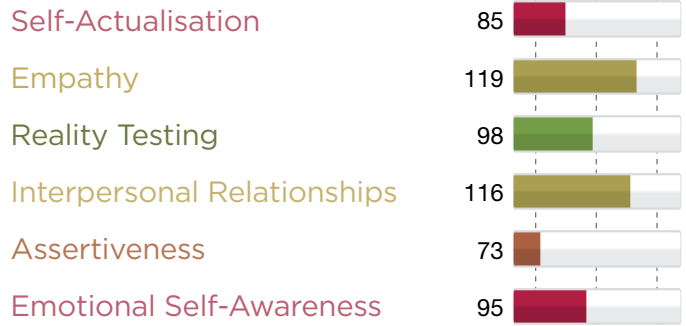 Self-Actualisation 85
Empathy 119
Reality Testing 98
Interpersonal Relationships 116
Assertiveness 73
Emotional Self-Awareness 95